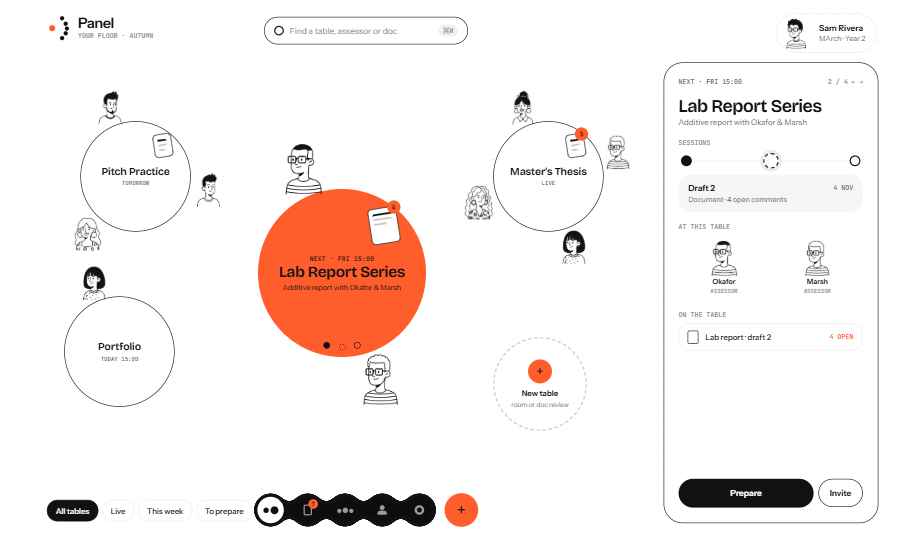 Panel
YOUR FLOOR · AUTUMN
Find a table, assessor or doc
⌘K
Sam Rivera
MArch · Year 2
Pitch Practice
TOMORROW
NEXT · FRI 15:00
Lab Report Series
Additive report with Okafor & Marsh
Master's Thesis
LIVE
Portfolio
TODAY 15:00
+
New table
room or doc review
NEXT · FRI 15:00
2 / 4
Lab Report Series
Additive report with Okafor & Marsh
SESSIONS
Draft 2
4 NOV
Document · 4 open comments
AT THIS TABLE
Okafor
ASSESSOR
Marsh
ASSESSOR
ON THE TABLE
Lab report · draft 2
4 OPEN
Prepare
Invite
All tables
Live
This week
To prepare
+